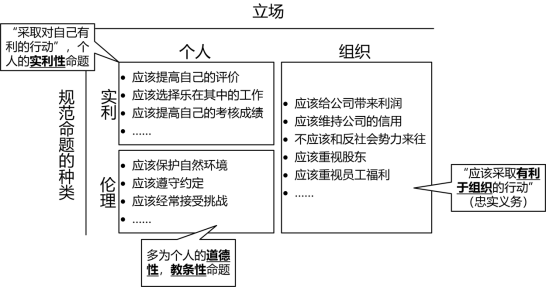 立场
“采取对自己有
利的行动”，个
人的实利性命题
个人
组织
规范命题的种类
实利
• 应该提高自己的评价
• 应该选择乐在其中的工作
• 应该提高自己的考核成绩
• ……
伦理
• 应该保护自然环境
• 应该遵守约定
• 应该经常接受挑战
• ……
• 应该给公司带来利润
• 应该维持公司的信用
• 不应该和反社会势力来往
• 应该重视股东
• 应该重视员工福利
• ……
“应该采取有利
于组织的行动”
（忠实义务）
多为个人的道德
性，教条性命题